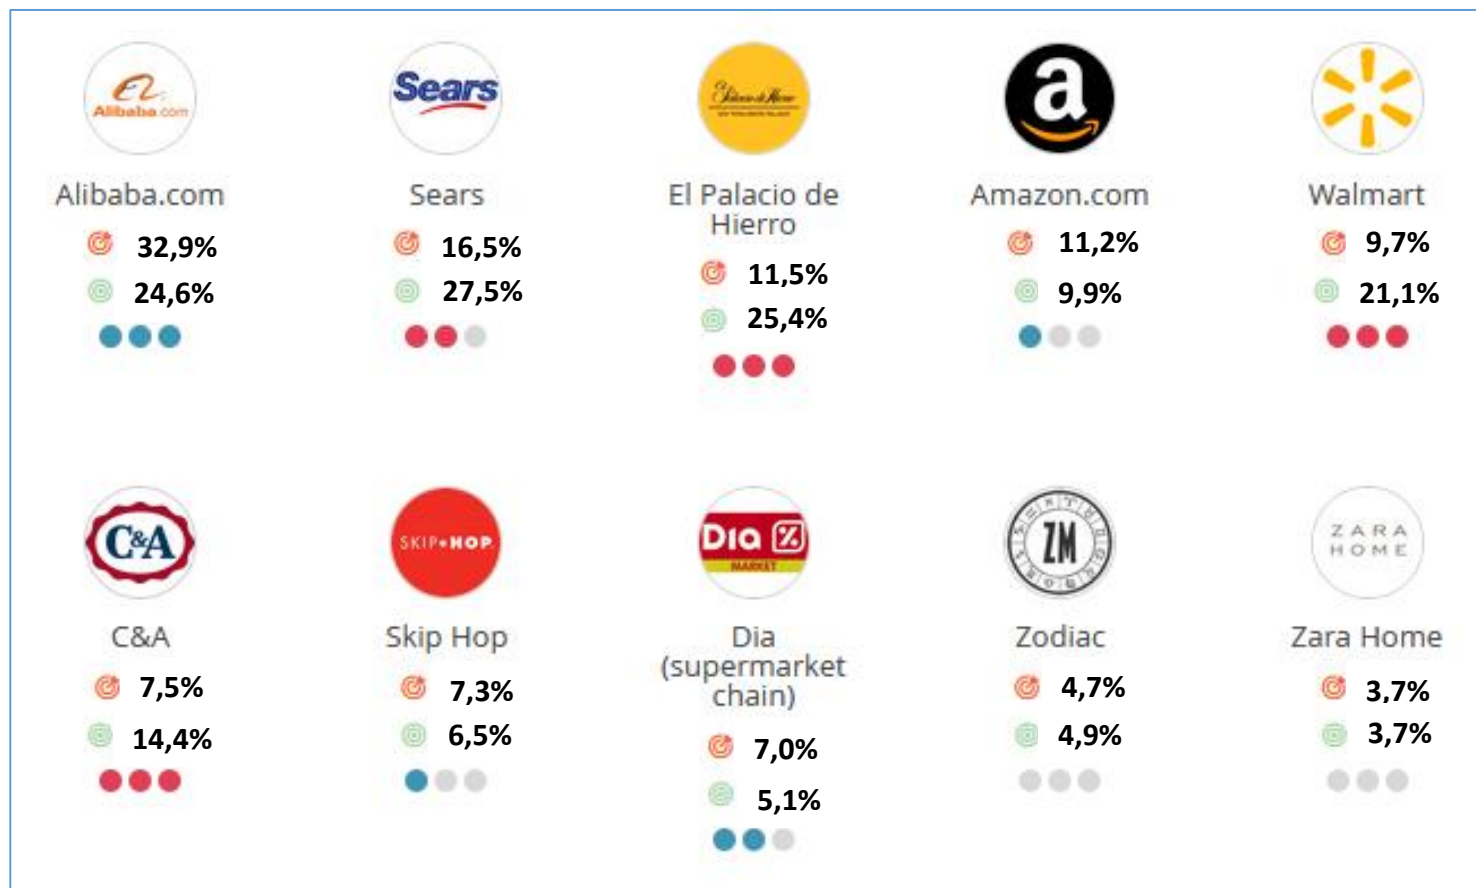 Alibaba.com
Sears
a
Alibaba.com
Sears
El Palacio de
Hierro
Amazon.com
Walmart
32,9%
16,5%
11,5%
11,2%
9,7%
24,6%
27,5%
25,4%
9,9%
21,1%
C&A
SKIP HOP
Dia %
MARKET
ZM
ZARA
HOME
C&A
Skip Hop
Dia
(supermarket
chain)
Zodiac
Zara Home
7,5%
7,3%
7,0%
4,7%
3,7%
14,4%
6,5%
5,1%
4,9%
3,7%